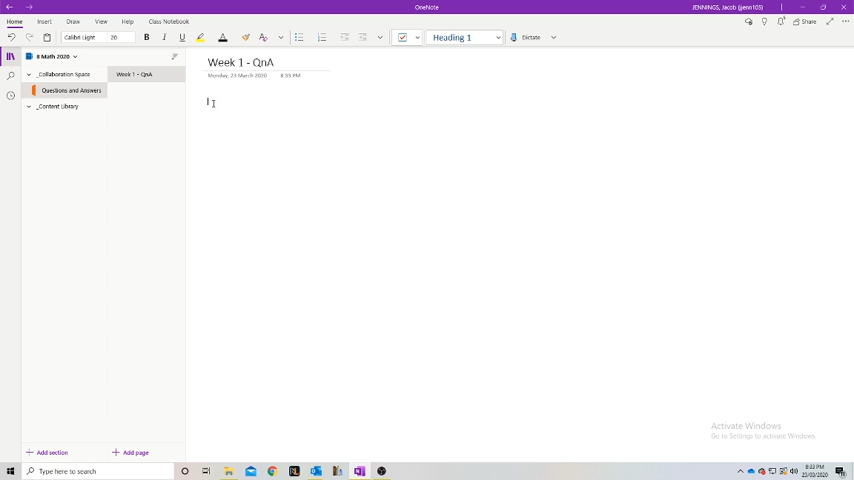 OneNote
JENNINGS, Jacob (jjenn105)
Home Insert Draw View Help Class Notebook
Share
Calibri Light 20
Heading 1
Dictate
8 Math 2020
_Collaboration Space
Questions and Answers
_Content Library
Week 1 - QnA
Week 1 - QnA
Monday, 23 March 2020 8:33 PM
Activate Windows
Go to Settings to activate Windows.
Add section
Add page
Type here to search
8:33 PM
23/03/2020